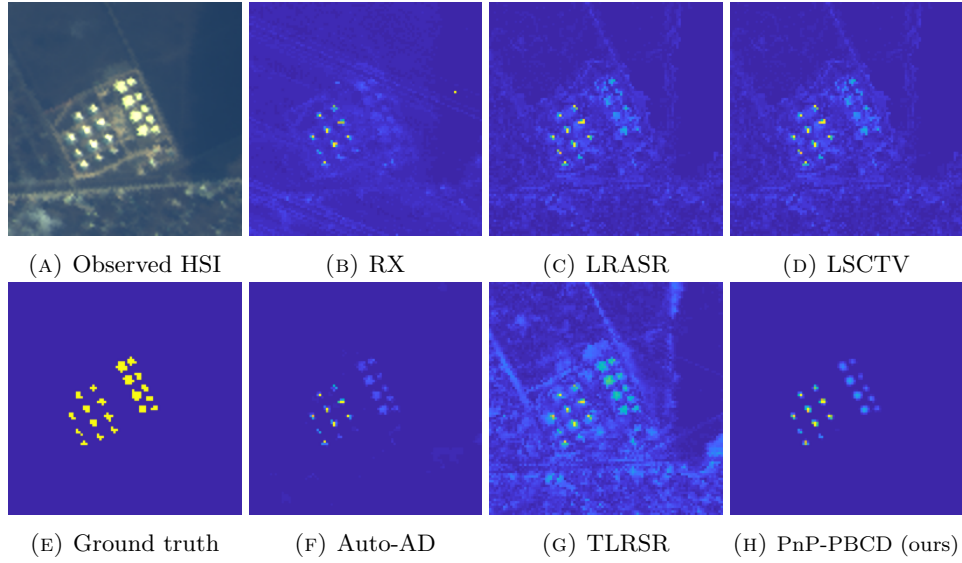 (A) Observed HSI
(B) RX
(C) LRASR
(D) LSCTV
(E) Ground truth
(F) Auto-AD
(G) TLRSR
(H) PnP-PBCD (ours)